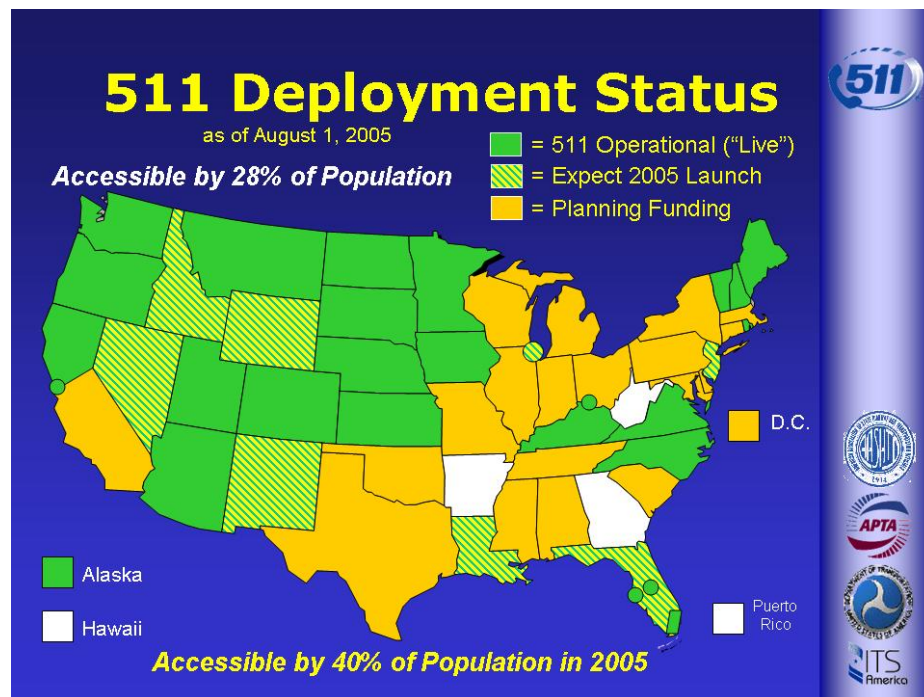 511 Deployment Status
as of August 1, 2005
Accessible by 28% of Population
= 511 Operational ("Live")
= Expect 2005 Launch
= Planning Funding
D.C.
Alaska
Hawaii
Puerto
Rico
Accessible by 40% of Population in 2005
511
1914
APTA
ITS
America